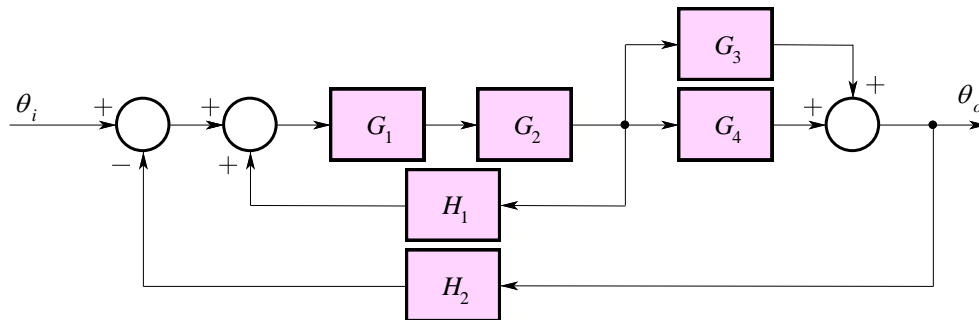 G₃
θᵢ + + + + θₒ
G₁ G₂ G₄
− +
H₁
H₂